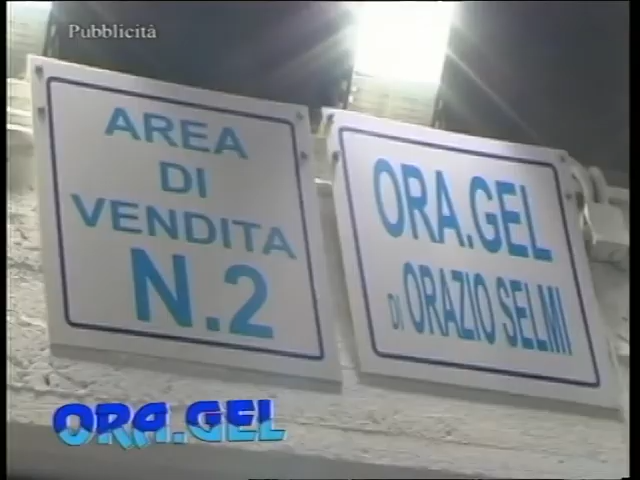 Pubblicità
AREA
DI
VENDITA
N.2
ORA.GEL
DI ORAZIO SELMI
ORA.GEL